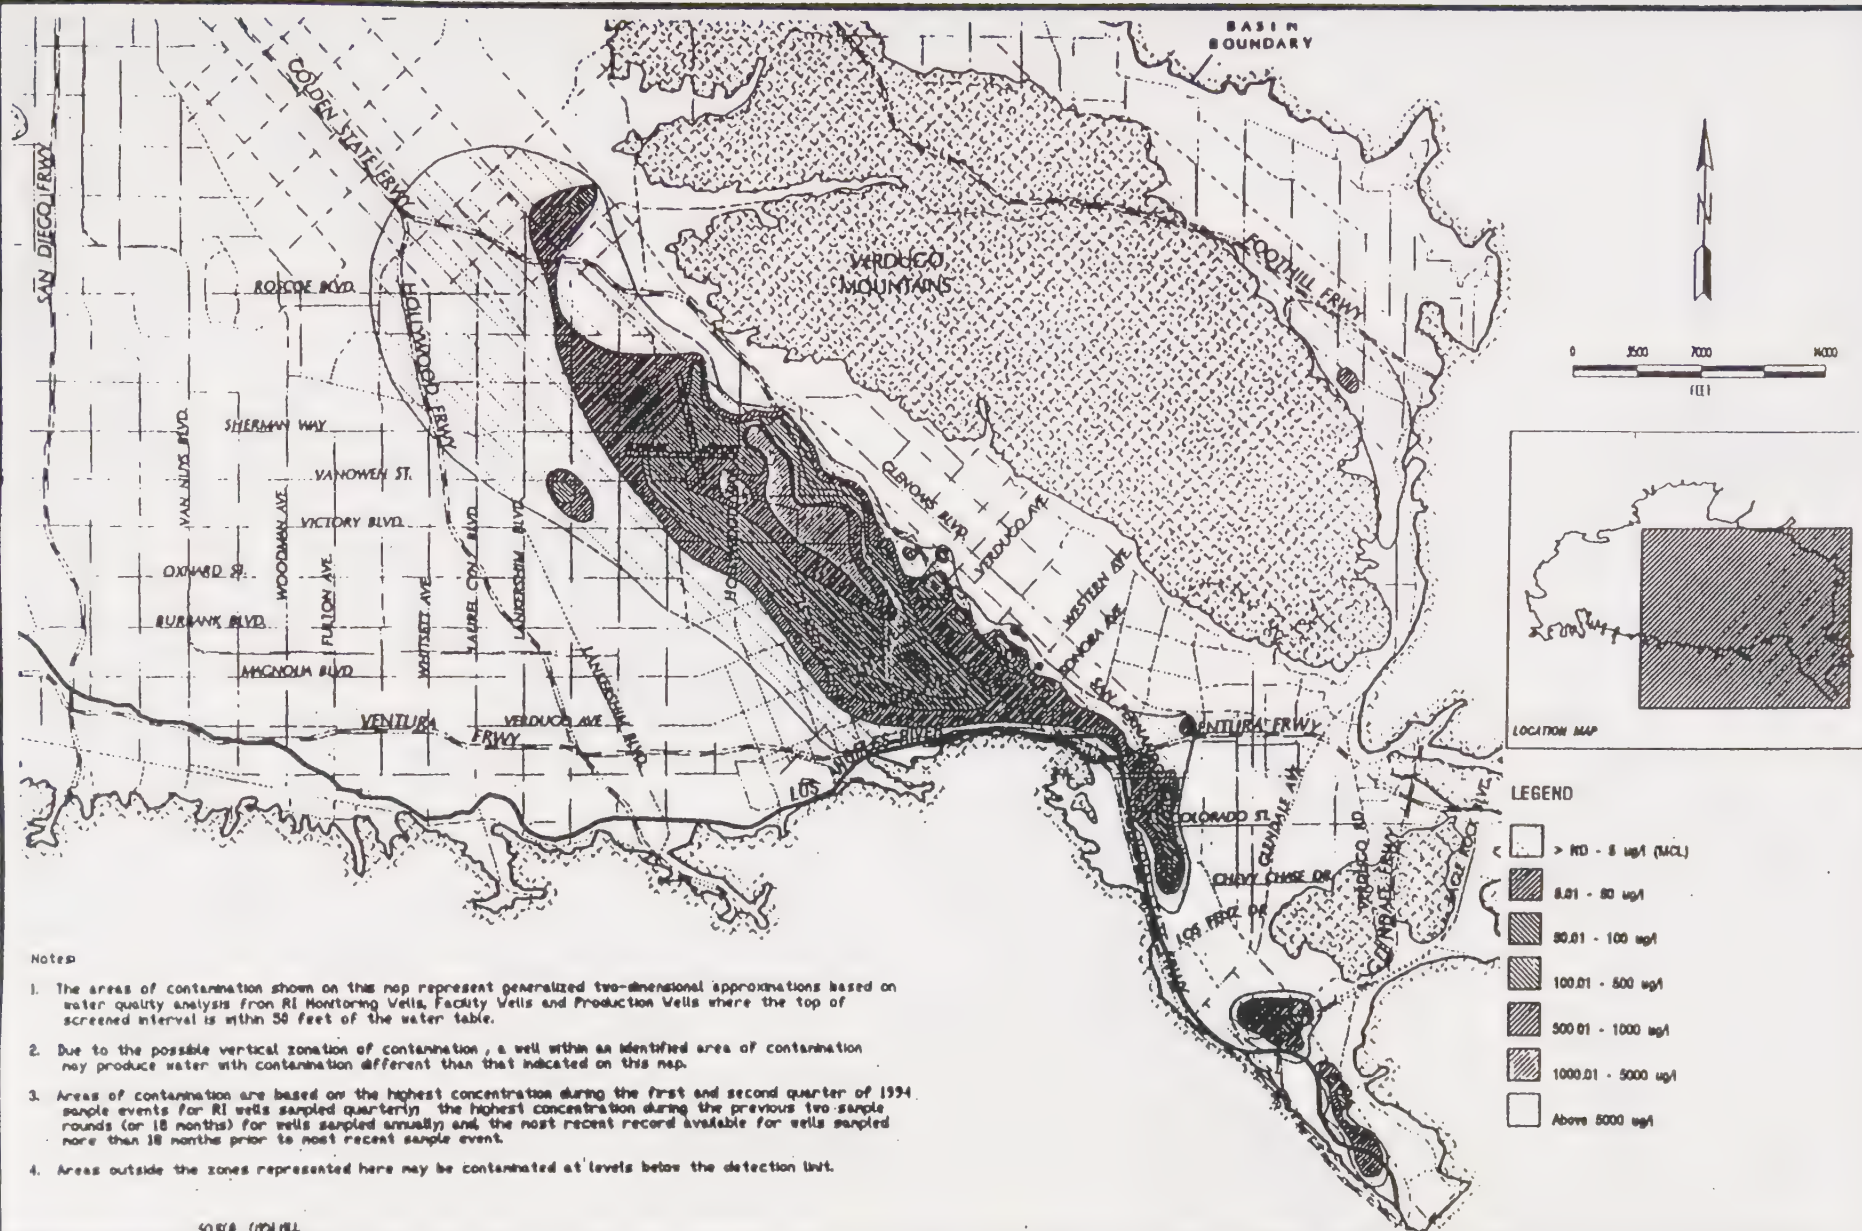 BASIN
BOUNDARY
GOLDEN STATE FRWY
SAN DIEGO FRWY
VERDUGO
MOUNTAINS
FOOTHILL FRWY
ROSCOE BLVD.
HOLLYWOOD FRWY
0 3500 7000 14000
FEET
SHERMAN WAY
VAN NUYS BLVD.
VANOWEN ST.
GLENOAKS BLVD.
VERDUGO AVE
WOODMAN AVE
VICTORY BLVD.
LAUREL CYN BLVD.
LANKERSHIM BLVD.
WESTERN AVE
OXNARD ST.
FULTON AVE
WHITSETT AVE
SONORA AVE
BURBANK BLVD.
MAGNOLIA BLVD
LANKERSHIM BLVD
VENTURA
FRWY
VERDUGO AVE
VENTURA FRWY
LOS ANGELES RIVER
LOCATION MAP
COLORADO ST.
GLENDALE AVE
VERDUGO RD
GLENDALE FRWY
EAGLE ROCK BLVD.
CHEVY CHASE DR.
LOS FELIZ DR
LEGEND
> ND - 5 ug/l (MCL)
5.01 - 50 ug/l
50.01 - 100 ug/l
100.01 - 500 ug/l
500.01 - 1000 ug/l
1000.01 - 5000 ug/l
Above 5000 ug/l
Notes:
1. The areas of contamination shown on this map represent generalized two-dimensional approximations based on
water quality analysis from RI Monitoring Wells, Facility Wells and Production Wells where the top of
screened interval is within 50 feet of the water table.
2. Due to the possible vertical zonation of contamination , a well within an identified area of contamination
may produce water with contamination different than that indicated on this map.
3. Areas of contamination are based on the highest concentration during the first and second quarter of 1994
sample events for RI wells sampled quarterly; the highest concentration during the previous two sample
rounds (or 18 months) for wells sampled annually; and, the most recent record available for wells sampled
more than 18 months prior to most recent sample event.
4. Areas outside the zones represented here may be contaminated at levels below the detection limit.